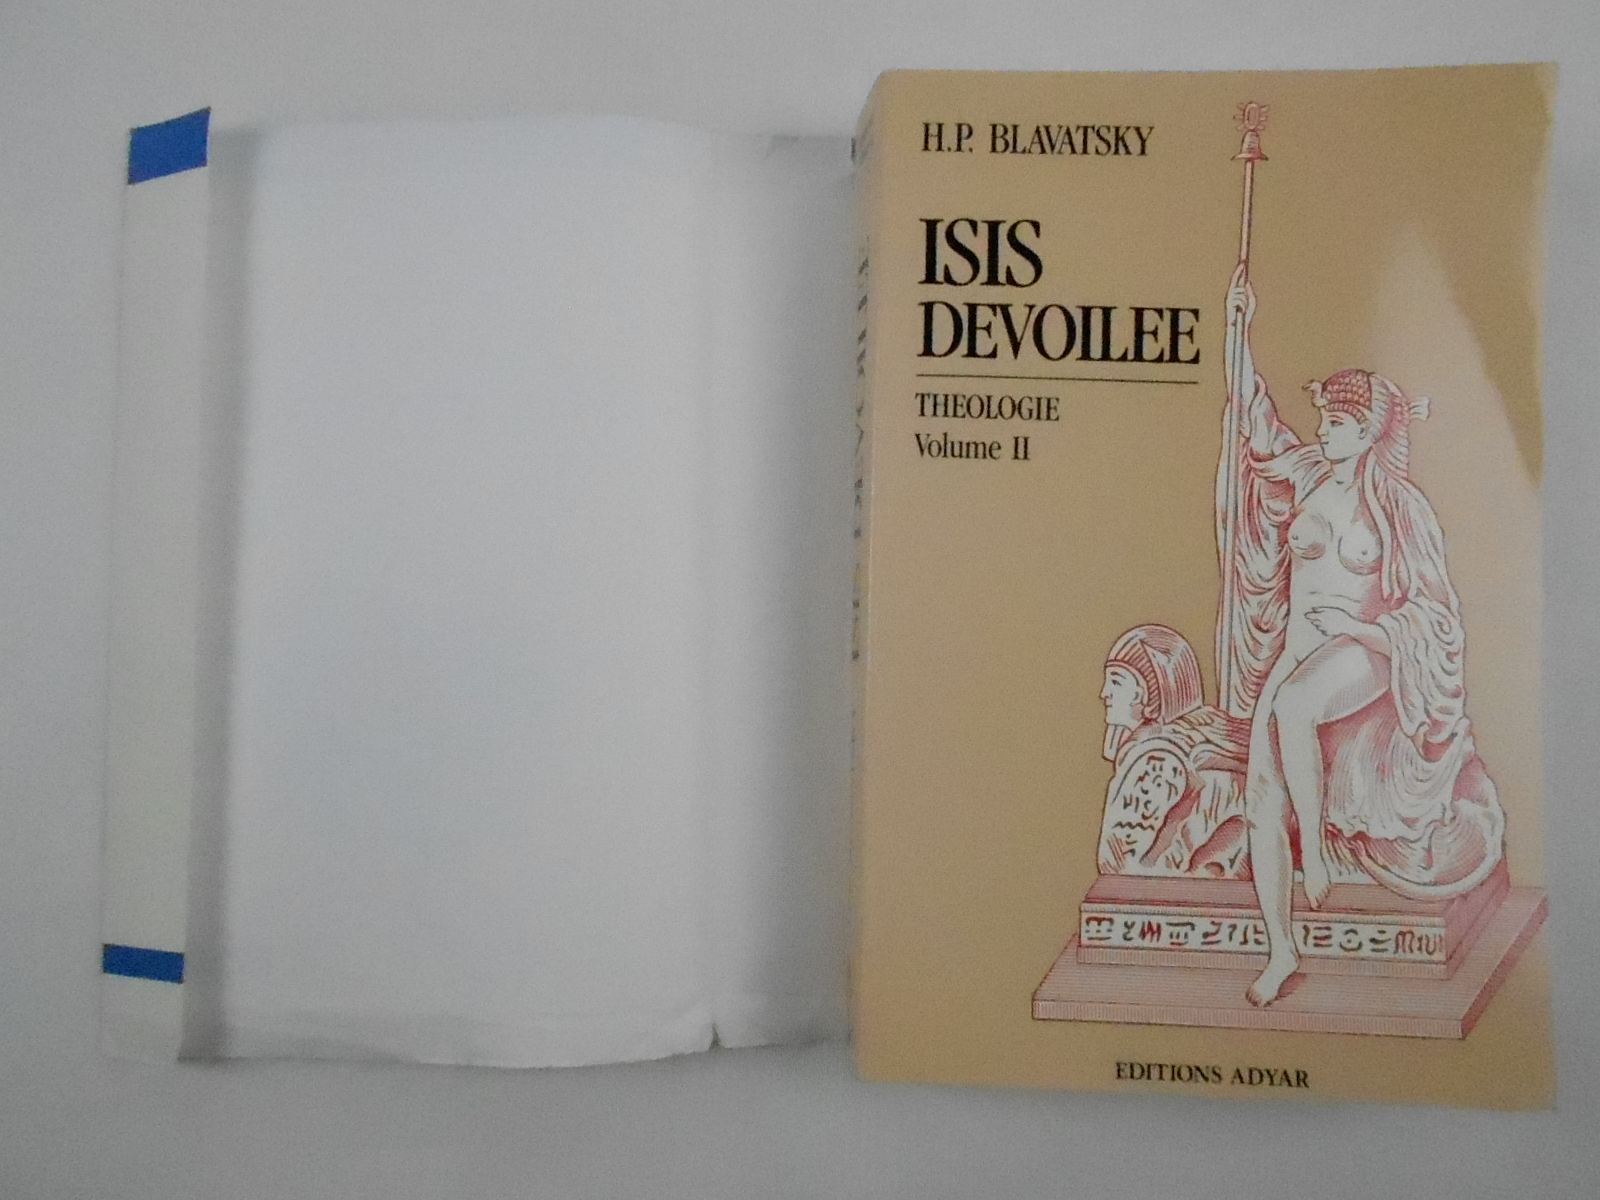 H.P. BLAVATSKY
ISIS
DEVOILEE
THEOLOGIE
Volume II
EDITIONS ADYAR